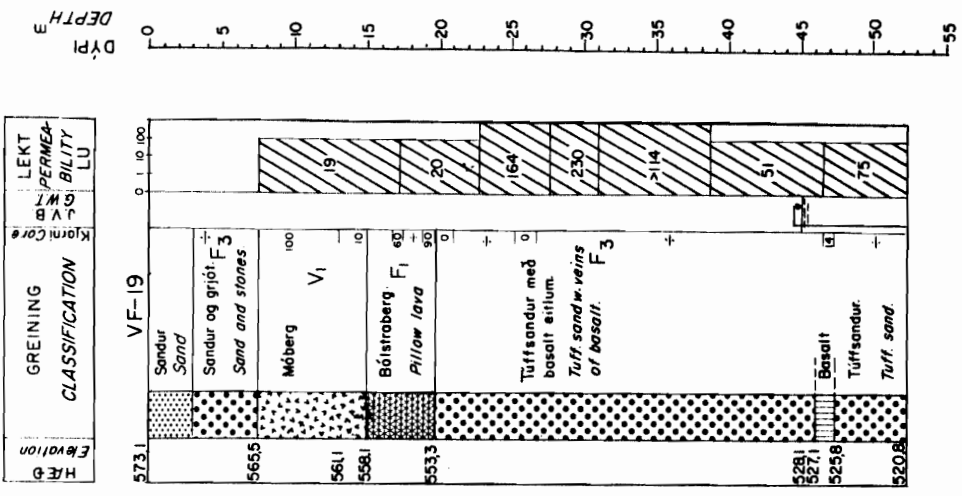 DÝPI
DEPTH
m
0
5
10
15
20
25
30
35
40
45
50
55
LEKT
PERMEA-
BILITY
LU
J.V.B
GWT
Kjarni Core
GREINING
CLASSIFICATION
HÆÐ
Elevation
VF-19
0 10 100
19
20
164
230
>114
51
75
Sandur
Sand
Sandur og grjót.
Sand and stones
F3
÷
Móberg
V1
100
10
Bólstraberg.
Pillow lava
F1
60
÷
90
Túffsandur með
basalt eitlum.
Tuff. sand w. veins
of basalt.
F3
0
÷
0
÷
Basalt
14
Túffsandur.
Tuff. sand.
÷
573.1
565,5
561,1
558.1
553,3
528,1
527,1
525,8
520,8